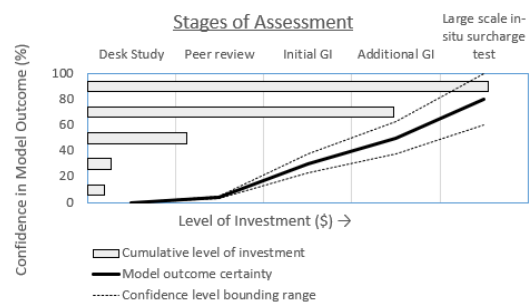 Stages of Assessment
Large scale in-
situ surcharge
test
Desk Study Peer review Initial GI Additional GI
Confidence in Model Outcome (%)
100
80
60
40
20
0
Level of Investment ($) →
Cumulative level of investment
Model outcome certainty
Confidence level bounding range